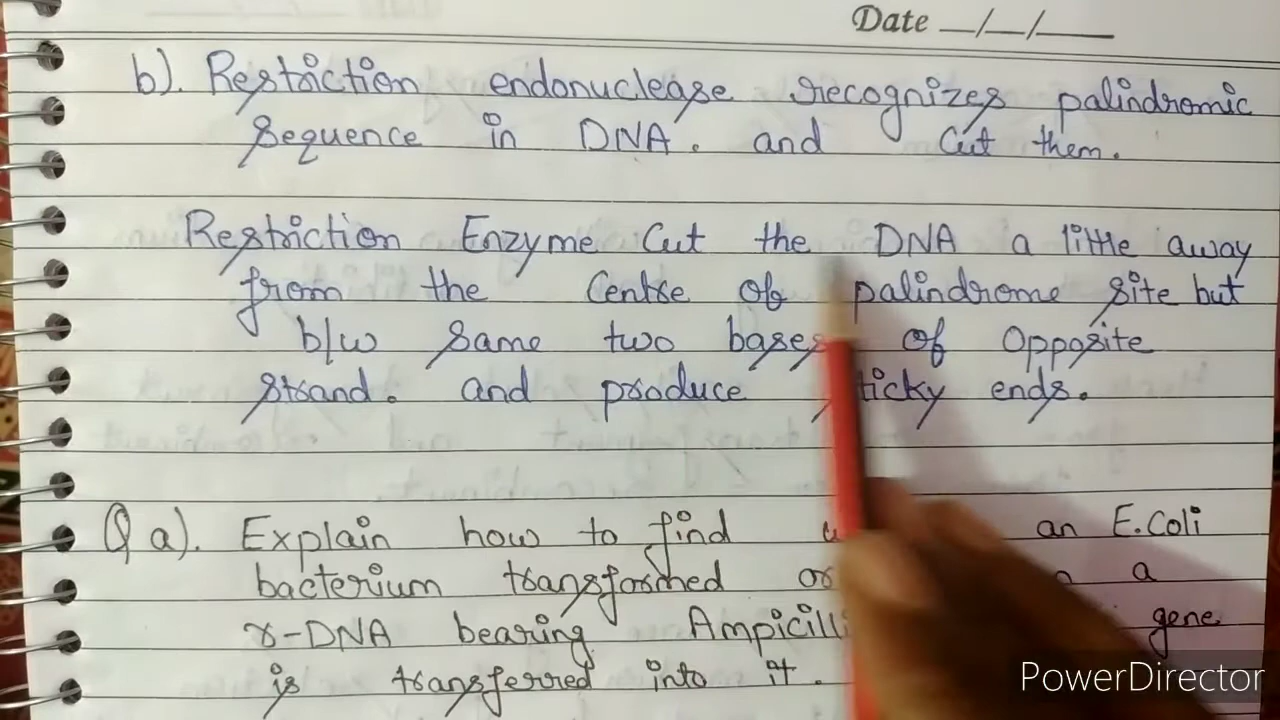 Date __/__/____
b). Restriction endonuclease recognizes palindromic
sequence in DNA. and Cut them.
Restriction Enzyme Cut the DNA a little away
from the Centre of palindrome site but
b/w same two bases of Opposite
strand. and produce sticky ends.
Q a). Explain how to find an E.Coli
bacterium transformed or a
r-DNA bearing gene
is transferred into it.
PowerDirector